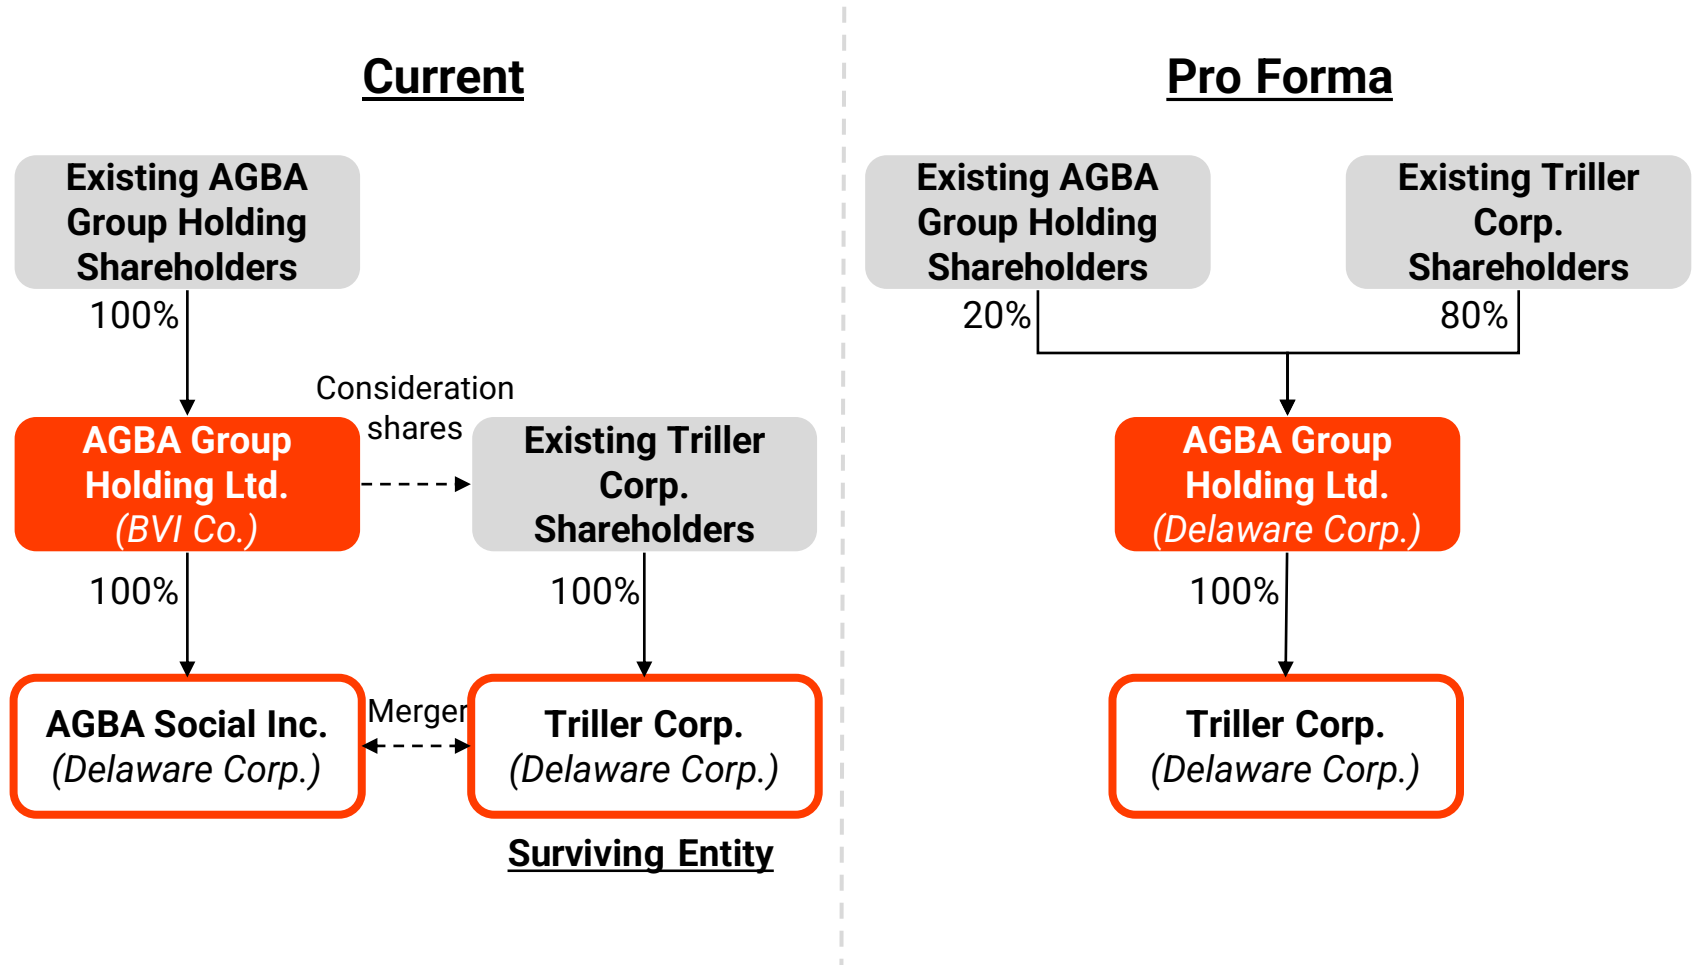 Current
Existing AGBA
Group Holding
Shareholders
100%
Consideration
shares
AGBA Group
Holding Ltd.
(BVI Co.)
Existing Triller
Corp.
Shareholders
100%
100%
AGBA Social Inc.
(Delaware Corp.)
Merger
Triller Corp.
(Delaware Corp.)
Surviving Entity
Pro Forma
Existing AGBA
Group Holding
Shareholders
Existing Triller
Corp.
Shareholders
20%
80%
AGBA Group
Holding Ltd.
(Delaware Corp.)
100%
Triller Corp.
(Delaware Corp.)